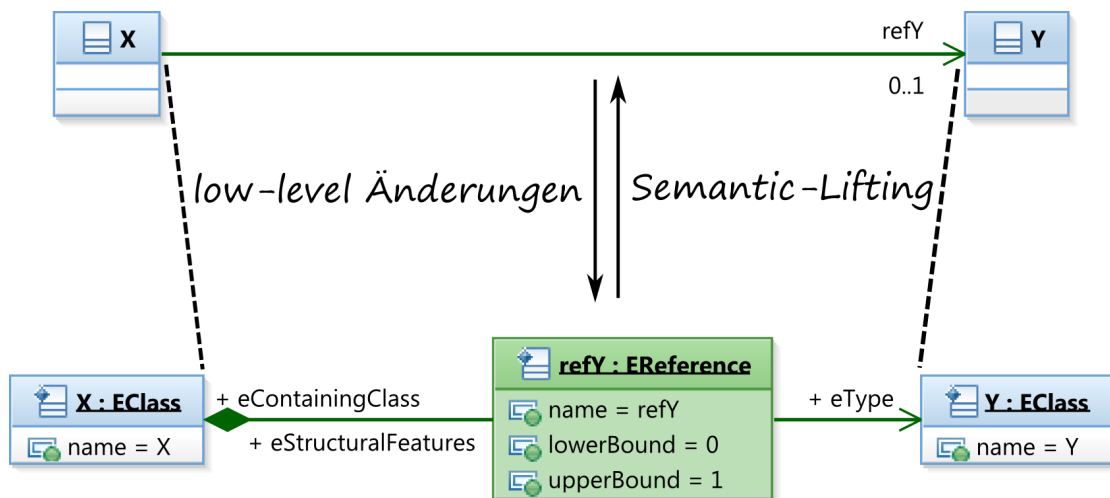 X
refY
Y
0..1
low-level Änderungen
Semantic-Lifting
X : EClass
name = X
+ eContainingClass
+ eStructuralFeatures
refY : EReference
name = refY
lowerBound = 0
upperBound = 1
+ eType
Y : EClass
name = Y